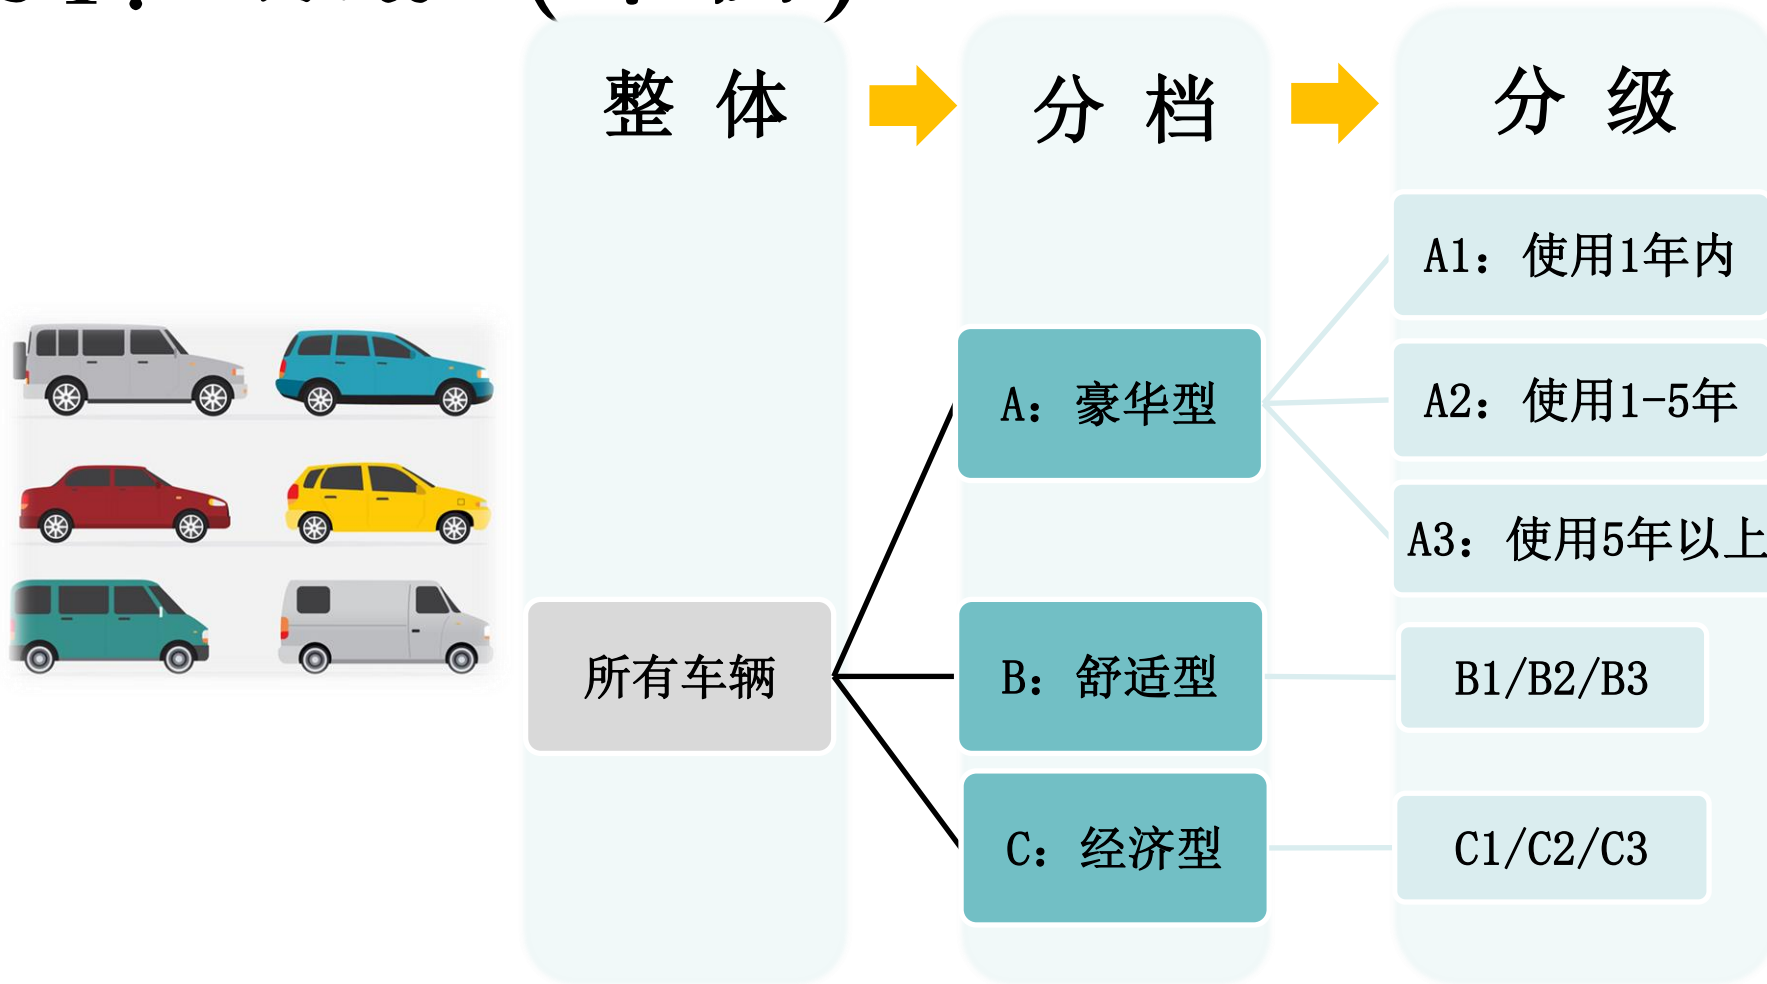 整 体
分 档
分 级
所有车辆
A：豪华型
B：舒适型
C：经济型
A1：使用1年内
A2：使用1-5年
A3：使用5年以上
B1/B2/B3
C1/C2/C3